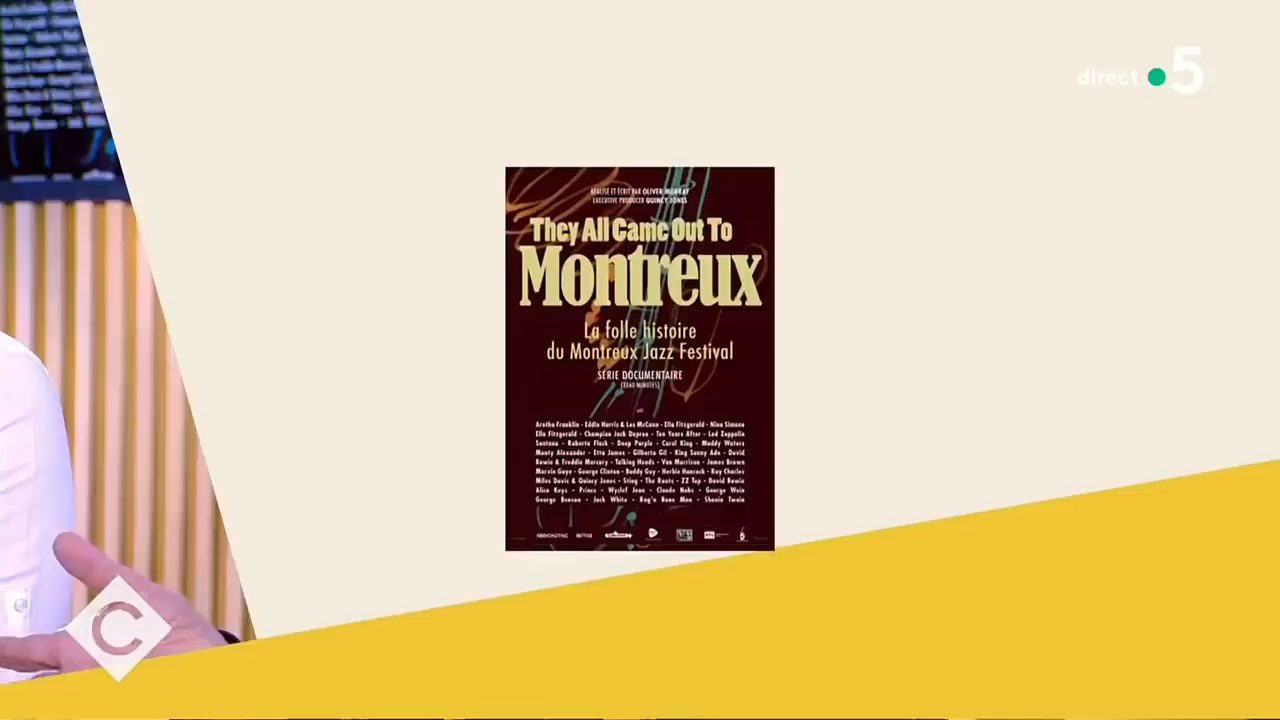 direct 5
RÉALISÉ ET ÉCRIT PAR OLIVER MURRAY
EXECUTIVE PRODUCER QUINCY JONES
They All Came Out To
Montreux
La folle histoire
du Montreux Jazz Festival
SÉRIE DOCUMENTAIRE
Aretha Franklin - Eddie Harris & Les McCann - Ella Fitzgerald - Nina Simone
Ella Fitzgerald - Champion Jack Dupree - Ten Years After - Led Zeppelin
Santana - Roberta Flack - Deep Purple - Carol King - Muddy Waters
Monty Alexander - Etta James - Gilberto Gil - King Sunny Ade - David
Bowie & Freddie Mercury - Talking Heads - Van Morrison - James Brown
Marvin Gaye - George Clinton - Buddy Guy - Herbie Hancock - Ray Charles
Miles Davis & Quincy Jones - Sting - The Roots - ZZ Top - David Bowie
Alice Keys - Prince - Wyclef Jean - Claude Nobs - George Wein
George Benson - Jack White - Rag'n Bone Man - Shania Twain
C